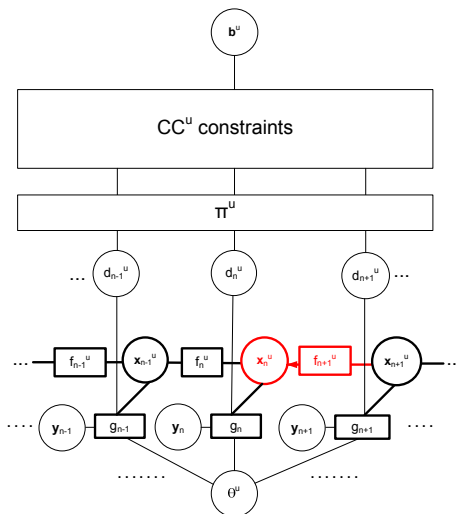 b^u
CC^u constraints
Π^u
... d_{n-1}^u d_n^u d_{n+1}^u ...
... f_{n-1}^u x_{n-1}^u f_n^u x_n^u f_{n+1}^u x_{n+1}^u ...
.... y_{n-1} g_{n-1} y_n g_n y_{n+1} g_{n+1} ....
....... θ^u .......